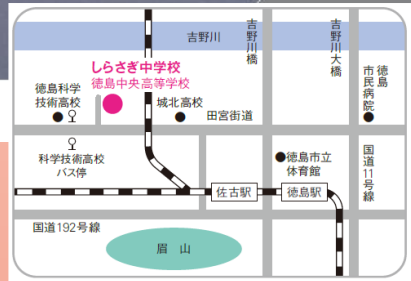 吉野川
吉野川橋
吉野川大橋
しらさぎ中学校
徳島中央高等学校
徳島科学
技術高校
城北高校
田宮街道
徳島
市民病院
科学技術高校
バス停
徳島市立
体育館
国道11号線
佐古駅
徳島駅
国道192号線
眉山